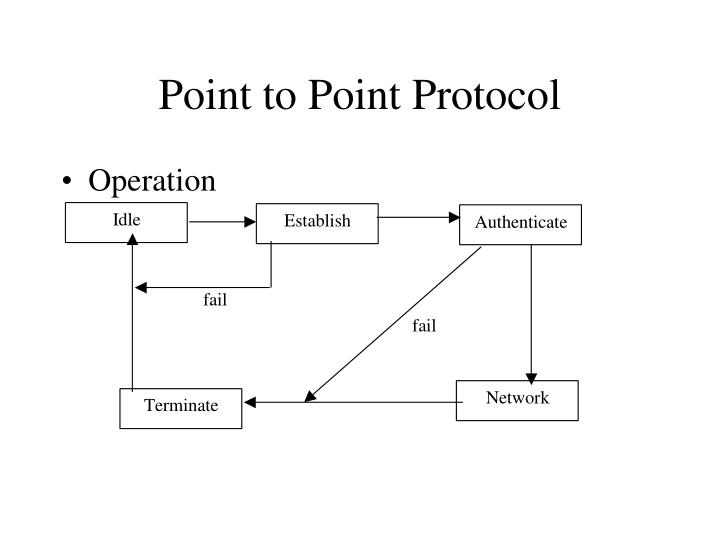 Point to Point Protocol
• Operation
Idle
Establish
Authenticate
fail
fail
Terminate
Network